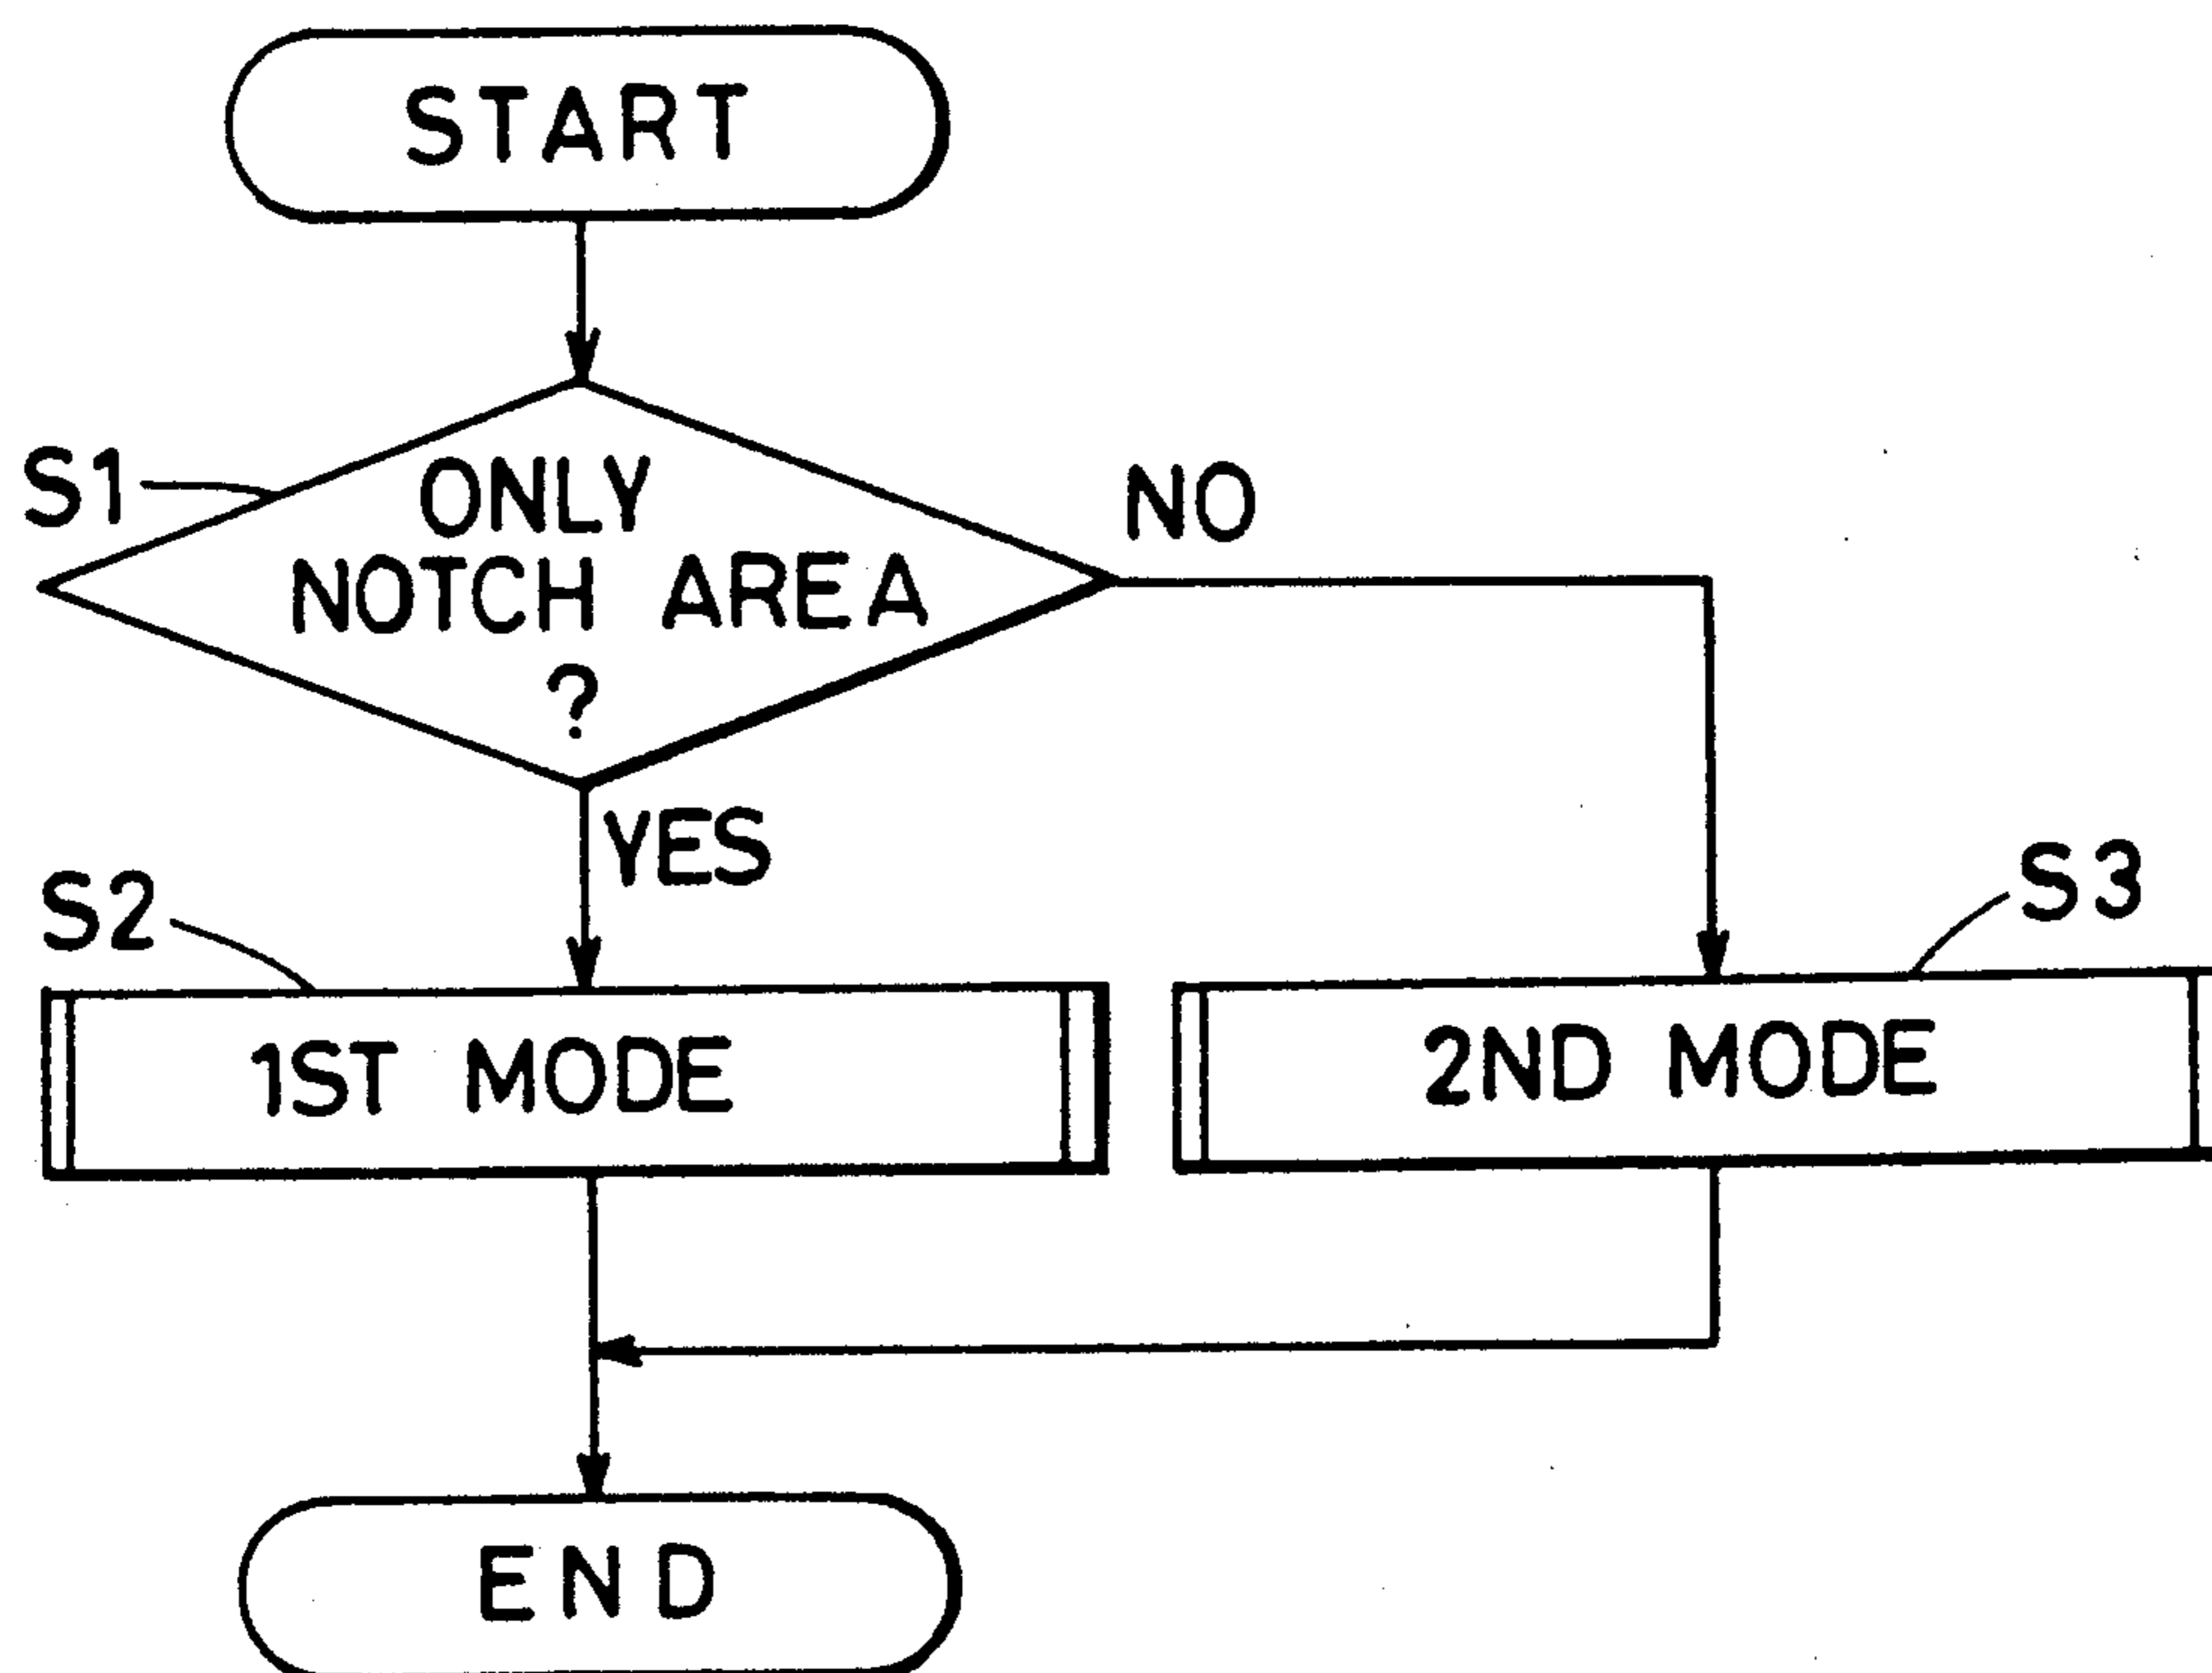 START
S1
ONLY
NOTCH AREA
?
NO
YES
S2
S3
1ST MODE
2ND MODE
END